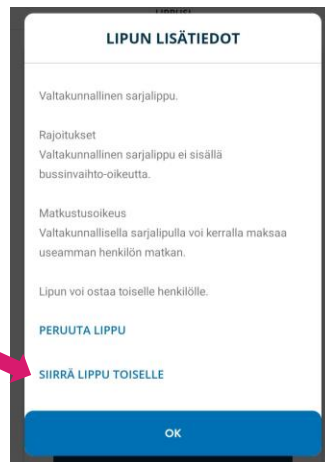 LIPUN LISÄTIEDOT
Valtakunnallinen sarjalippu.
Rajoitukset
Valtakunnallinen sarjalippu ei sisällä
bussinvaihto-oikeutta.
Matkustusoikeus
Valtakunnallisella sarjalipulla voi kerralla maksaa
useamman henkilön matkan.
Lipun voi ostaa toiselle henkilölle.
PERUUTA LIPPU
SIIRRÄ LIPPU TOISELLE
OK